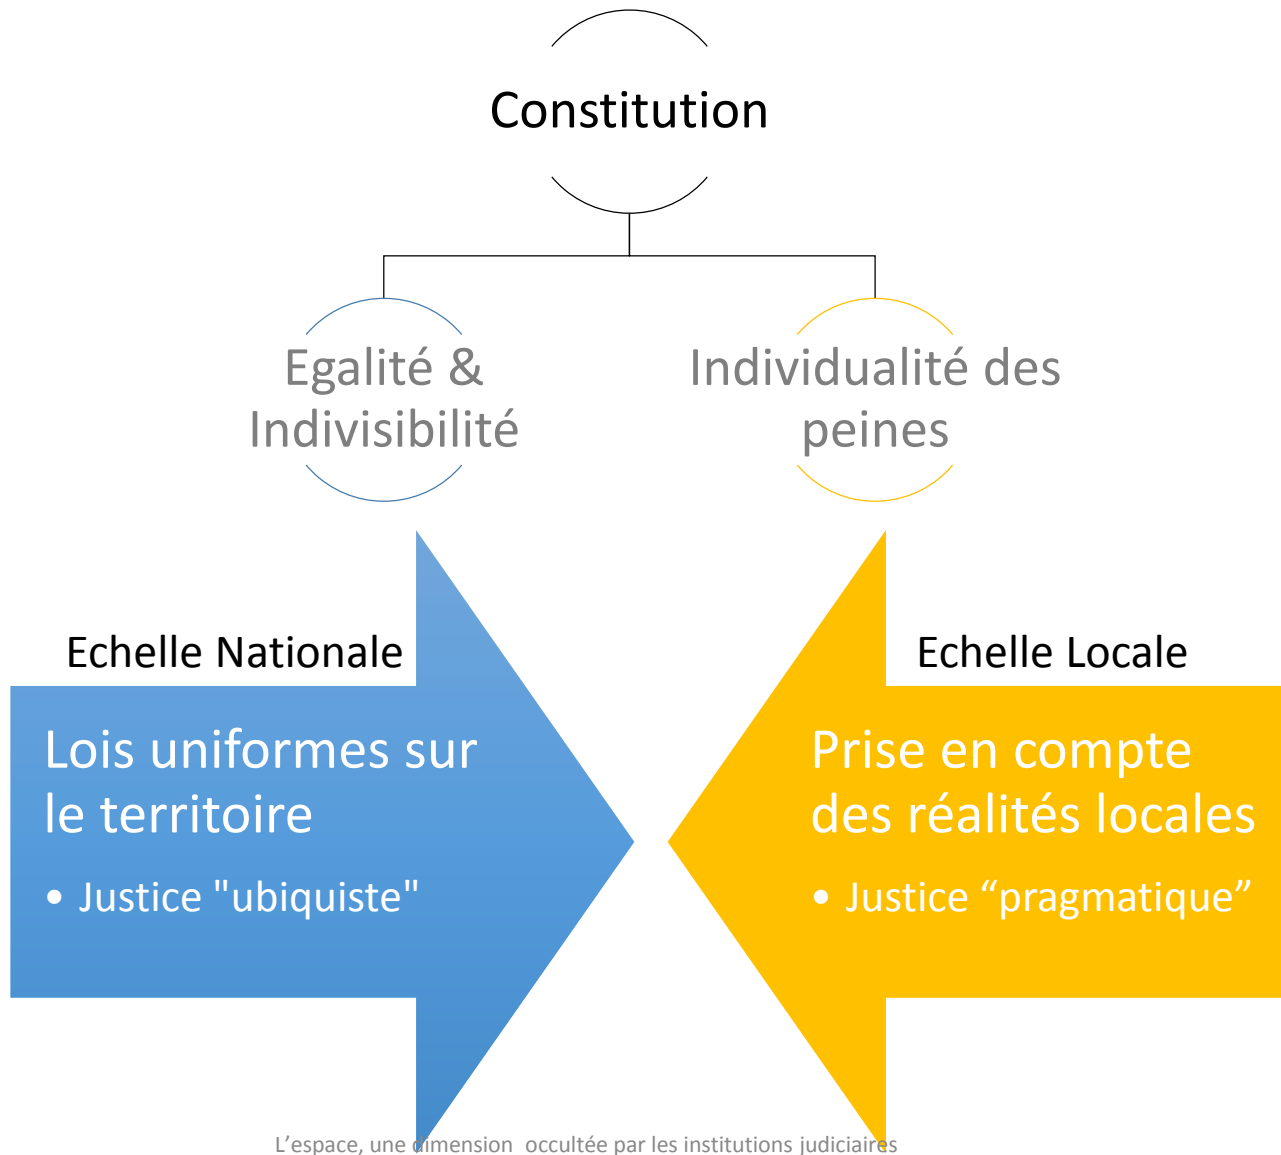 Constitution
Egalité &
Indivisibilité
Individualité des
peines
Echelle Nationale
Lois uniformes sur
le territoire
• Justice "ubiquiste"
Echelle Locale
Prise en compte
des réalités locales
• Justice “pragmatique”
L’espace, une dimension occultée par les institutions judiciaires